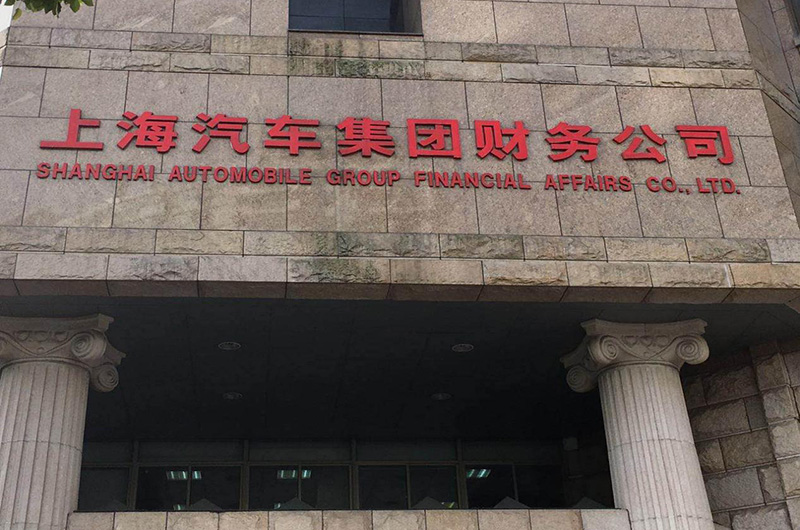 上海汽车集团财务公司
SHANGHAI AUTOMOBILE GROUP FINANCIAL AFFAIRS CO., LTD.